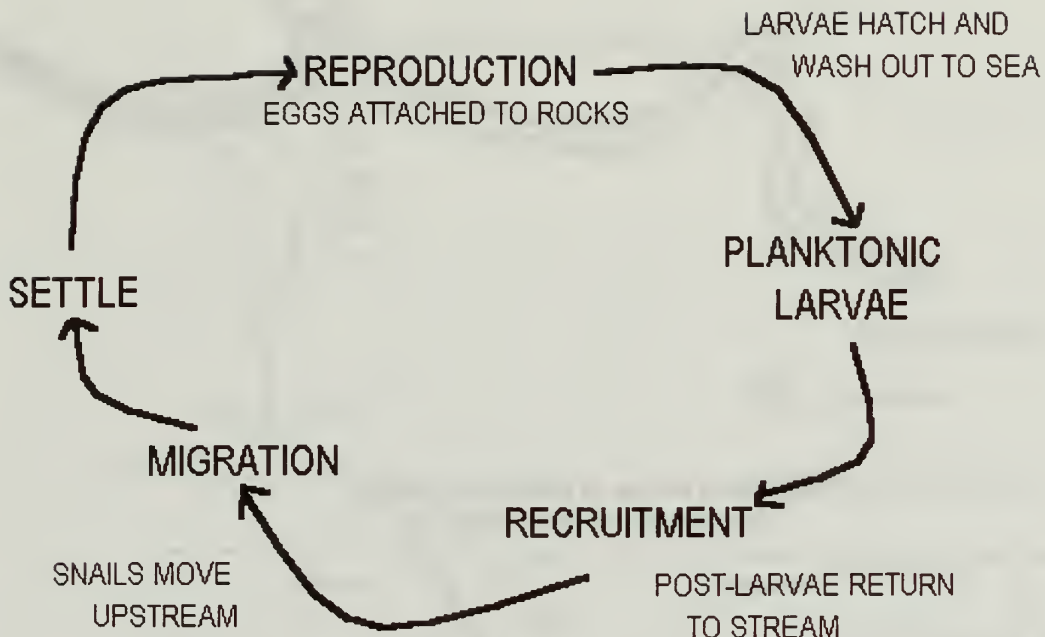 LARVAE HATCH AND
WASH OUT TO SEA
REPRODUCTION
EGGS ATTACHED TO ROCKS
PLANKTONIC
LARVAE
SETTLE
MIGRATION
RECRUITMENT
SNAILS MOVE
UPSTREAM
POST-LARVAE RETURN
TO STREAM